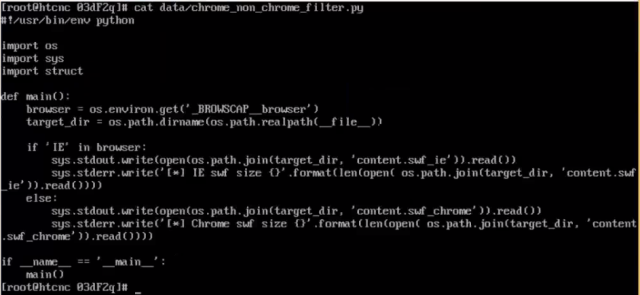 [root@htcnc 03dF2q]# cat data/chrome_non_chrome_filter.py
#!/usr/bin/env python
import os
import sys
import struct
def main():
browser = os.environ.get('_BROWSCAP__browser')
target_dir = os.path.dirname(os.path.realpath(__file__))
if 'IE' in browser:
sys.stdout.write(open(os.path.join(target_dir, 'content.swf_ie')).read())
sys.stderr.write('[*] IE swf size {}'.format(len(open( os.path.join(target_dir, 'content.swf
_ie')).read())))
else:
sys.stdout.write(open(os.path.join(target_dir, 'content.swf_chrome')).read())
sys.stderr.write('[*] Chrome swf size {}'.format(len(open( os.path.join(target_dir, 'content
.swf_chrome')).read())))
if __name__ == '__main__':
main()
[root@htcnc 03dF2q]# _